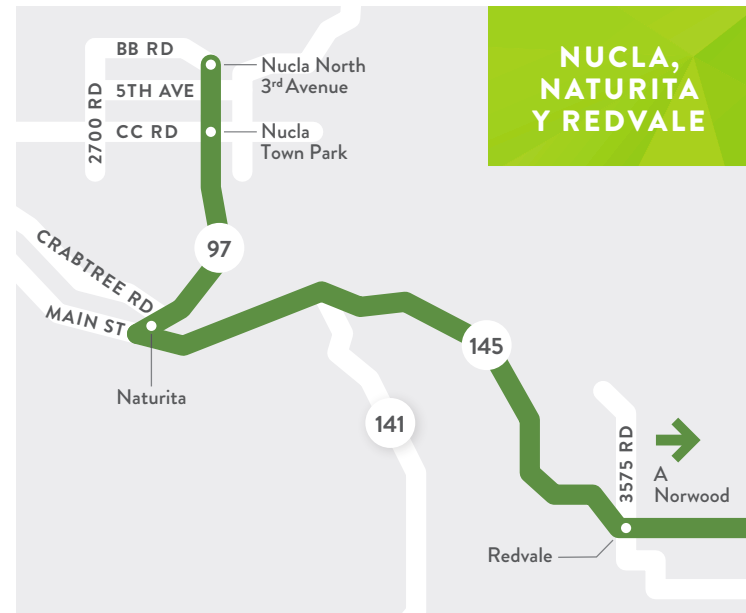 NUCLA,
NATURITA
Y REDVALE
BB RD
Nucla North
3rd Avenue
5TH AVE
2700 RD
CC RD
Nucla
Town Park
97
CRABTREE RD
MAIN ST
Naturita
145
141
3575 RD
A
Norwood
Redvale